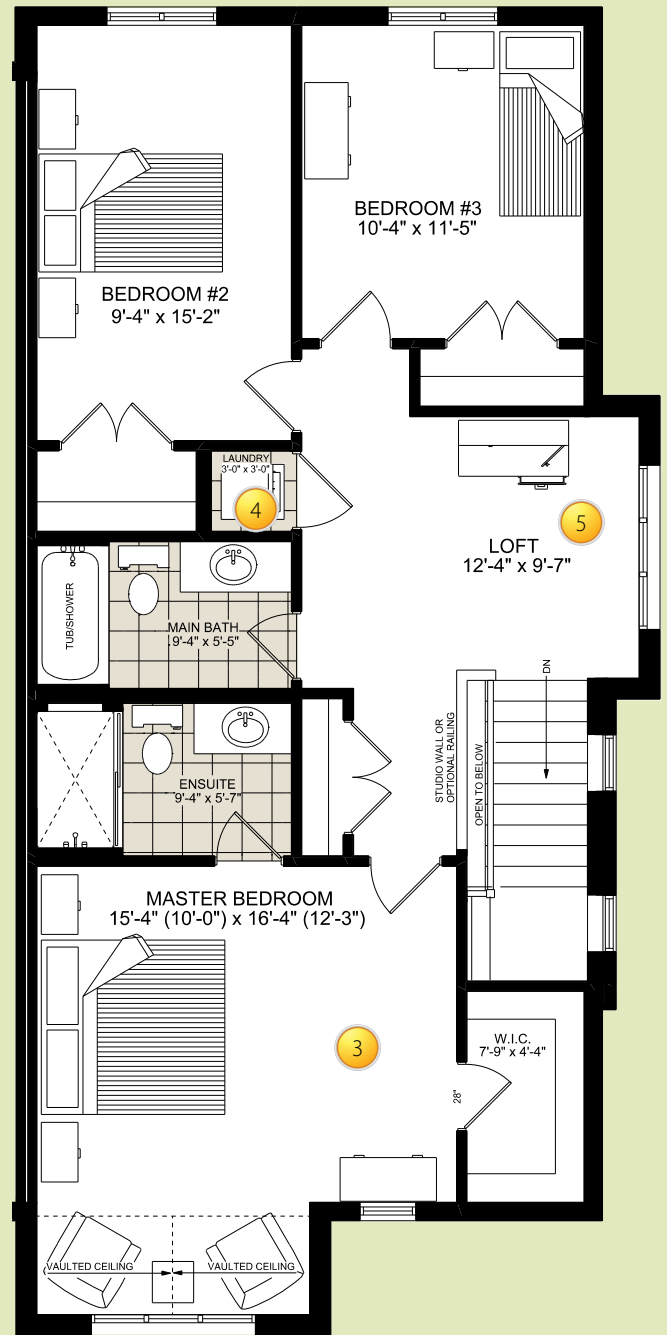 BEDROOM #3
10'-4" x 11'-5"
BEDROOM #2
9'-4" x 15'-2"
LAUNDRY
3'-0" x 3'-0"
4
5
LOFT
12'-4" x 9'-7"
TUB/SHOWER
MAIN BATH
9'-4" x 5'-5"
DN
STUDIO WALL OR
OPTIONAL RAILING
OPEN TO BELOW
ENSUITE
9'-4" x 5'-7"
MASTER BEDROOM
15'-4" (10'-0") x 16'-4" (12'-3")
3
W.I.C.
7'-9" x 4'-4"
28"
VAULTED CEILING
VAULTED CEILING